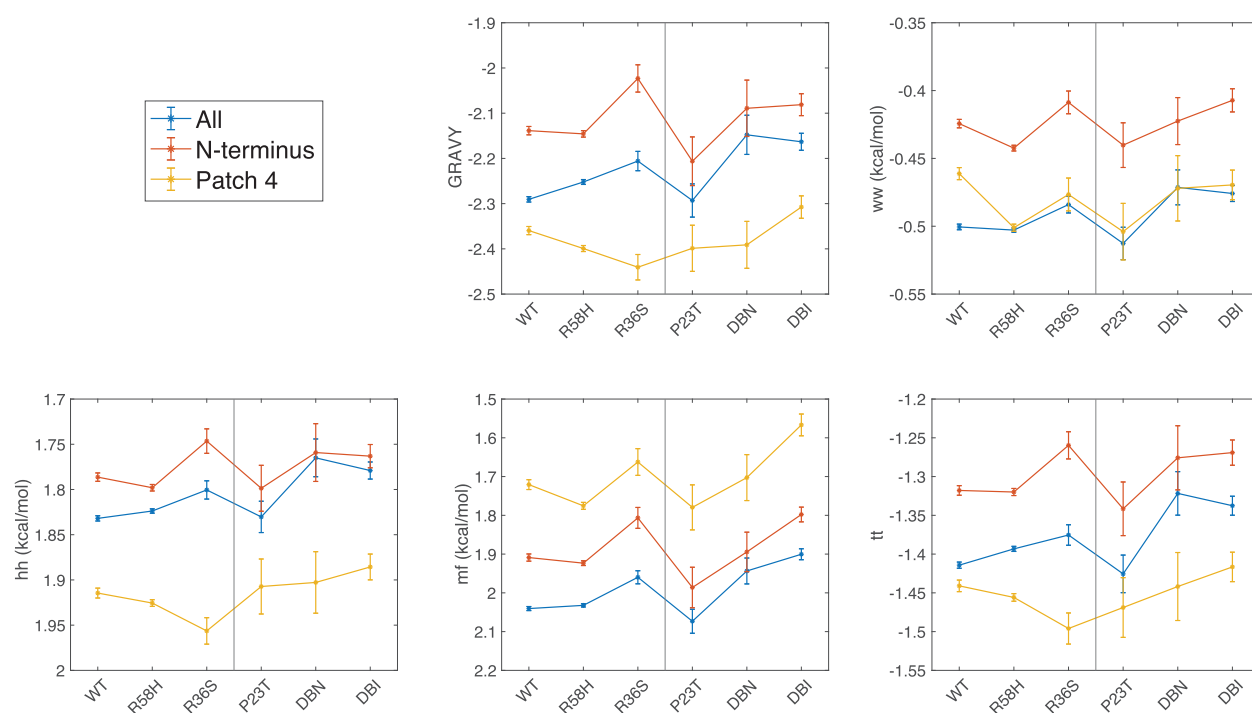 All
N-terminus
Patch 4
GRAVY
-1.9
-2
-2.1
-2.2
-2.3
-2.4
-2.5
WT
R58H
R36S
P23T
DBN
DBI
ww (kcal/mol)
-0.35
-0.4
-0.45
-0.5
-0.55
WT
R58H
R36S
P23T
DBN
DBI
hh (kcal/mol)
1.7
1.75
1.8
1.85
1.9
1.95
2
WT
R58H
R36S
P23T
DBN
DBI
mf (kcal/mol)
1.5
1.6
1.7
1.8
1.9
2
2.1
2.2
WT
R58H
R36S
P23T
DBN
DBI
tt
-1.2
-1.25
-1.3
-1.35
-1.4
-1.45
-1.5
-1.55
WT
R58H
R36S
P23T
DBN
DBI